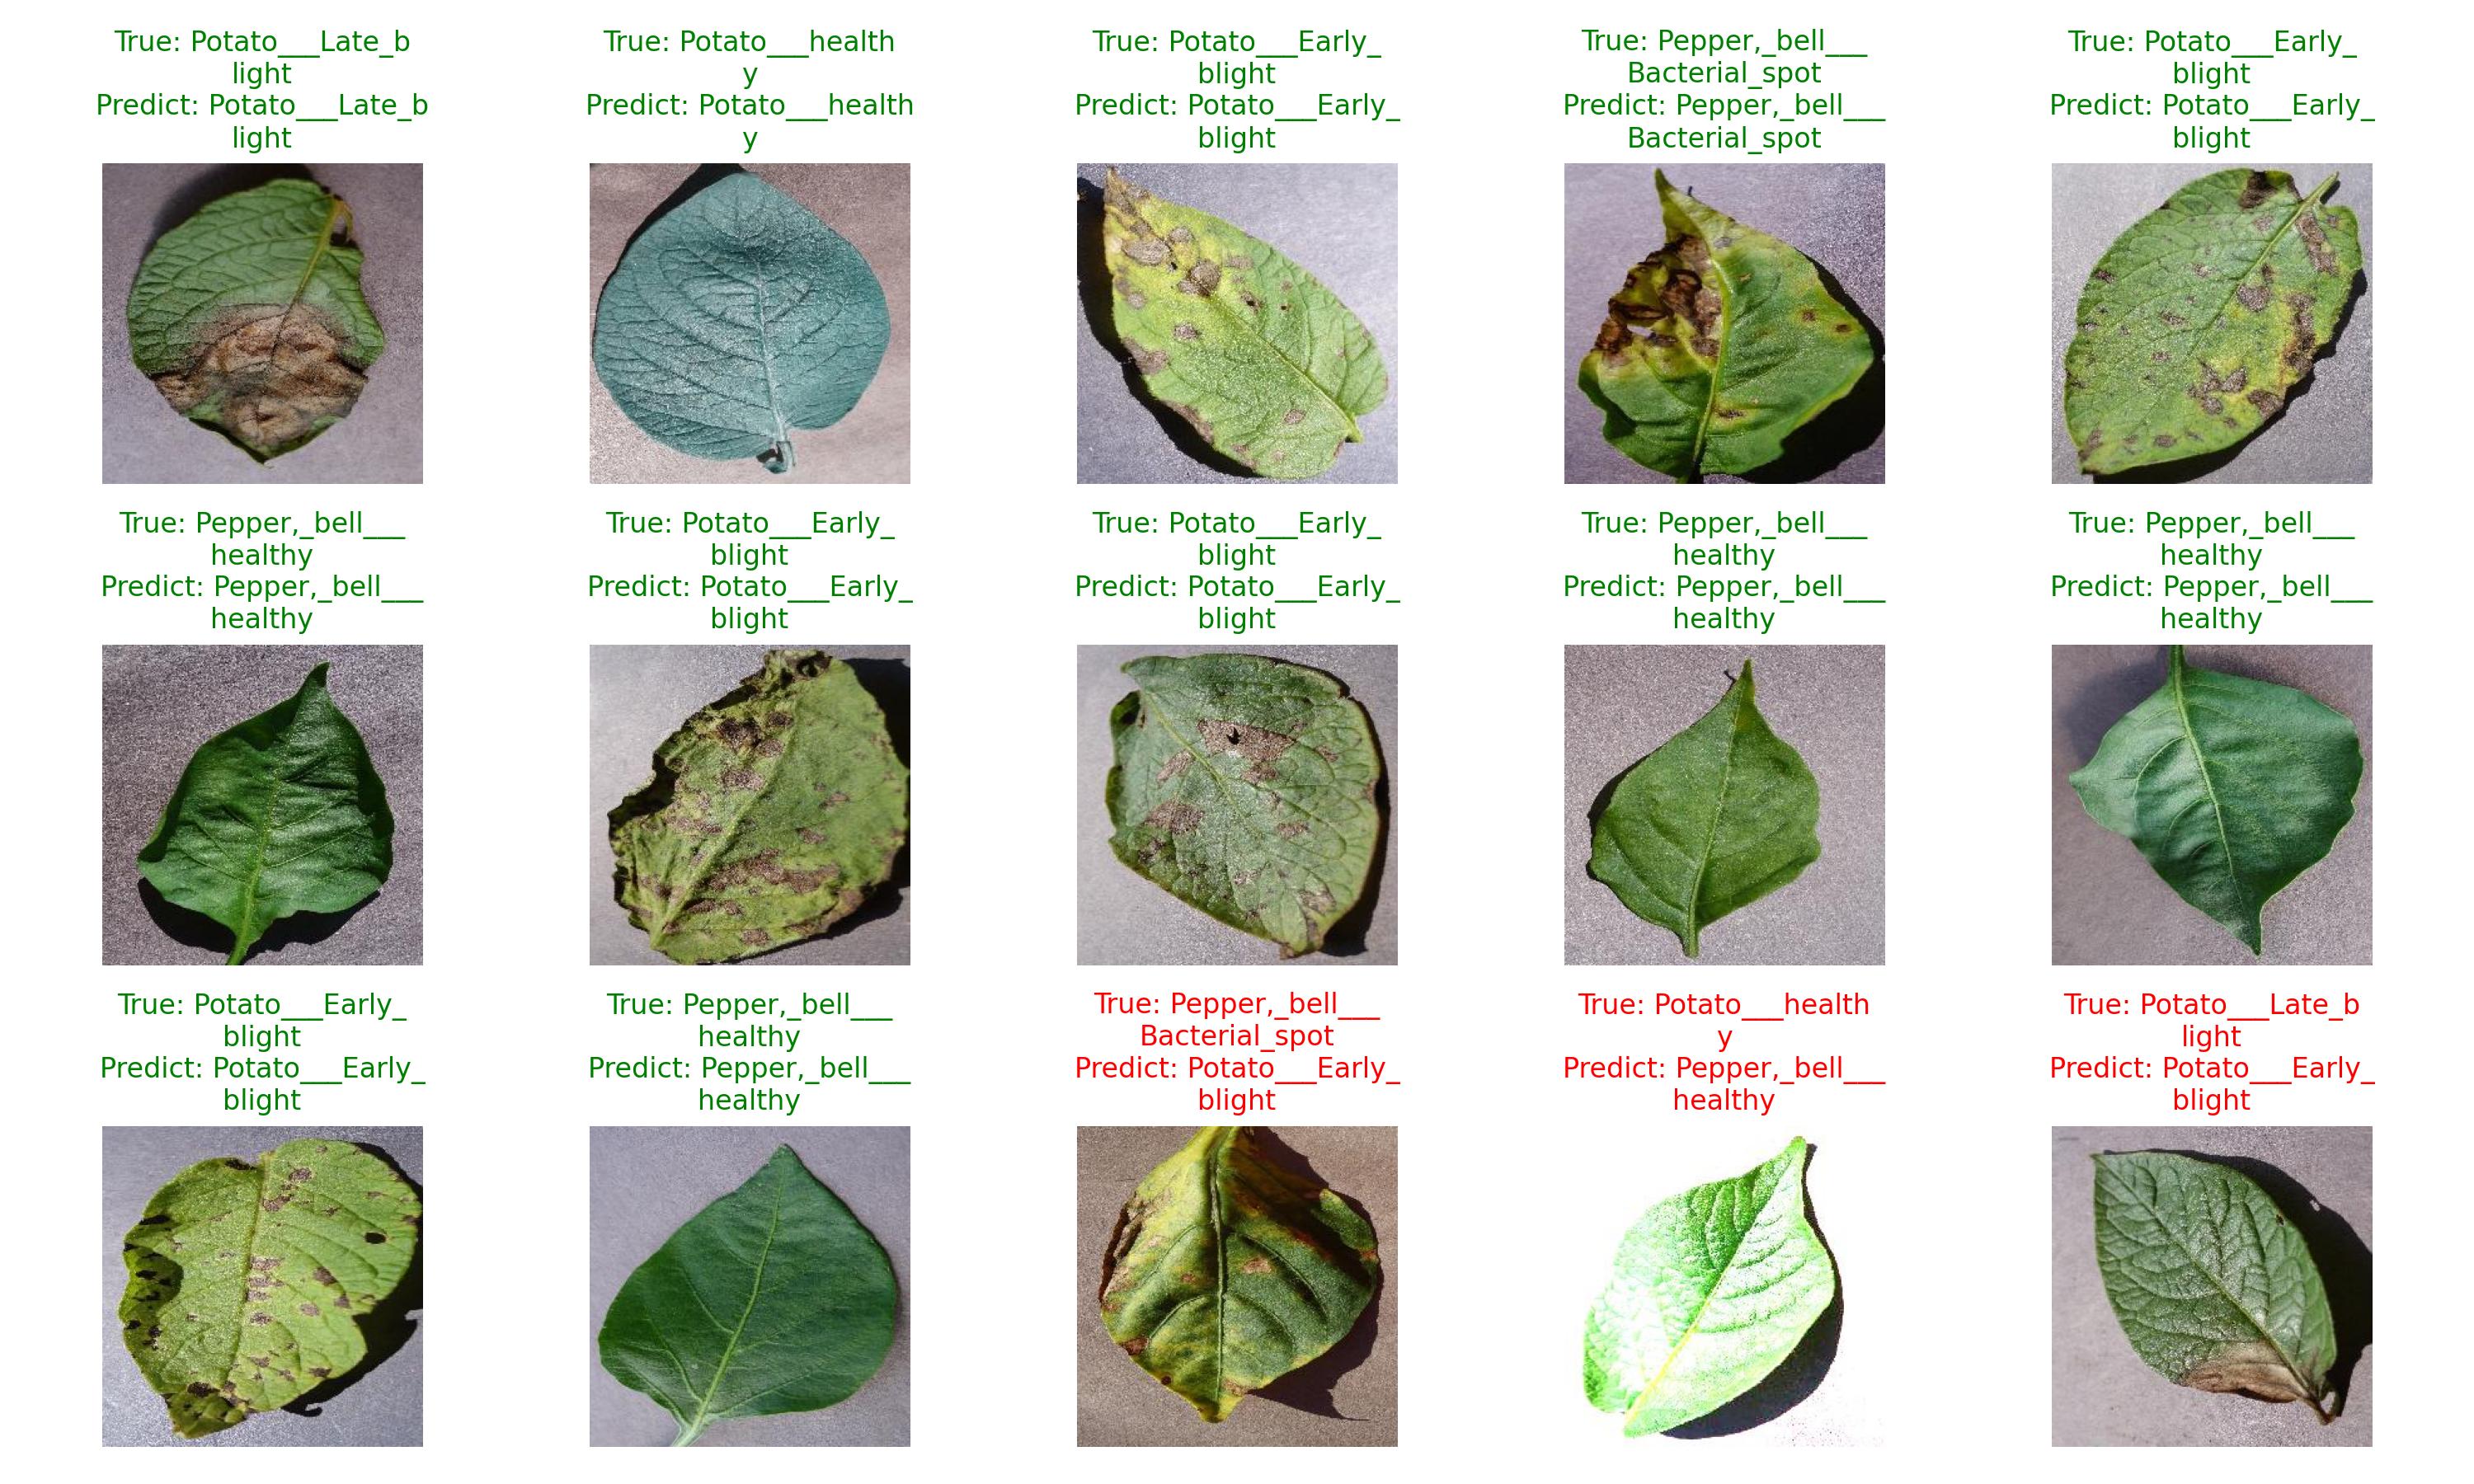 True: Potato___Late_b
light
Predict: Potato___Late_b
light
True: Potato___health
y
Predict: Potato___health
y
True: Potato___Early_
blight
Predict: Potato___Early_
blight
True: Pepper,_bell___
Bacterial_spot
Predict: Pepper,_bell___
Bacterial_spot
True: Potato___Early_
blight
Predict: Potato___Early_
blight
True: Pepper,_bell___
healthy
Predict: Pepper,_bell___
healthy
True: Potato___Early_
blight
Predict: Potato___Early_
blight
True: Potato___Early_
blight
Predict: Potato___Early_
blight
True: Pepper,_bell___
healthy
Predict: Pepper,_bell___
healthy
True: Pepper,_bell___
healthy
Predict: Pepper,_bell___
healthy
True: Potato___Early_
blight
Predict: Potato___Early_
blight
True: Pepper,_bell___
healthy
Predict: Pepper,_bell___
healthy
True: Pepper,_bell___
Bacterial_spot
Predict: Potato___Early_
blight
True: Potato___health
y
Predict: Pepper,_bell___
healthy
True: Potato___Late_b
light
Predict: Potato___Early_
blight